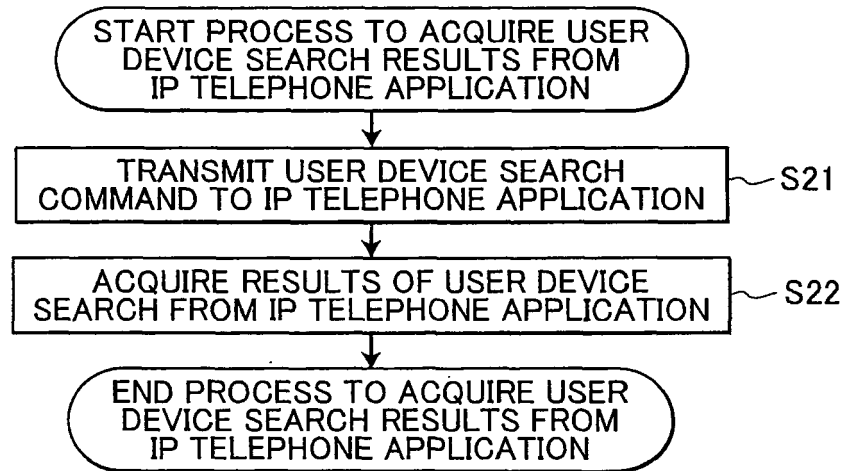 START PROCESS TO ACQUIRE USER
DEVICE SEARCH RESULTS FROM
IP TELEPHONE APPLICATION
TRANSMIT USER DEVICE SEARCH
COMMAND TO IP TELEPHONE APPLICATION
S21
ACQUIRE RESULTS OF USER DEVICE
SEARCH FROM IP TELEPHONE APPLICATION
S22
END PROCESS TO ACQUIRE USER
DEVICE SEARCH RESULTS FROM
IP TELEPHONE APPLICATION